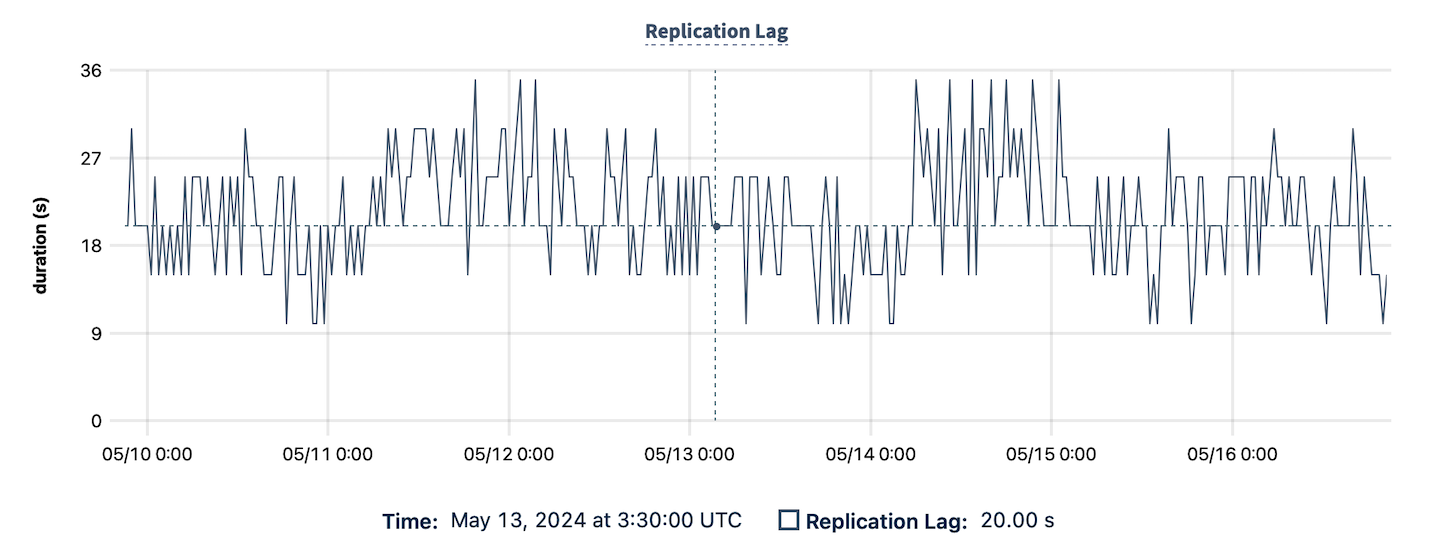 Replication Lag
36
27
18
9
0
duration (s)
05/10 0:00 05/11 0:00 05/12 0:00 05/13 0:00 05/14 0:00 05/15 0:00 05/16 0:00
Time: May 13, 2024 at 3:30:00 UTC Replication Lag: 20.00 s